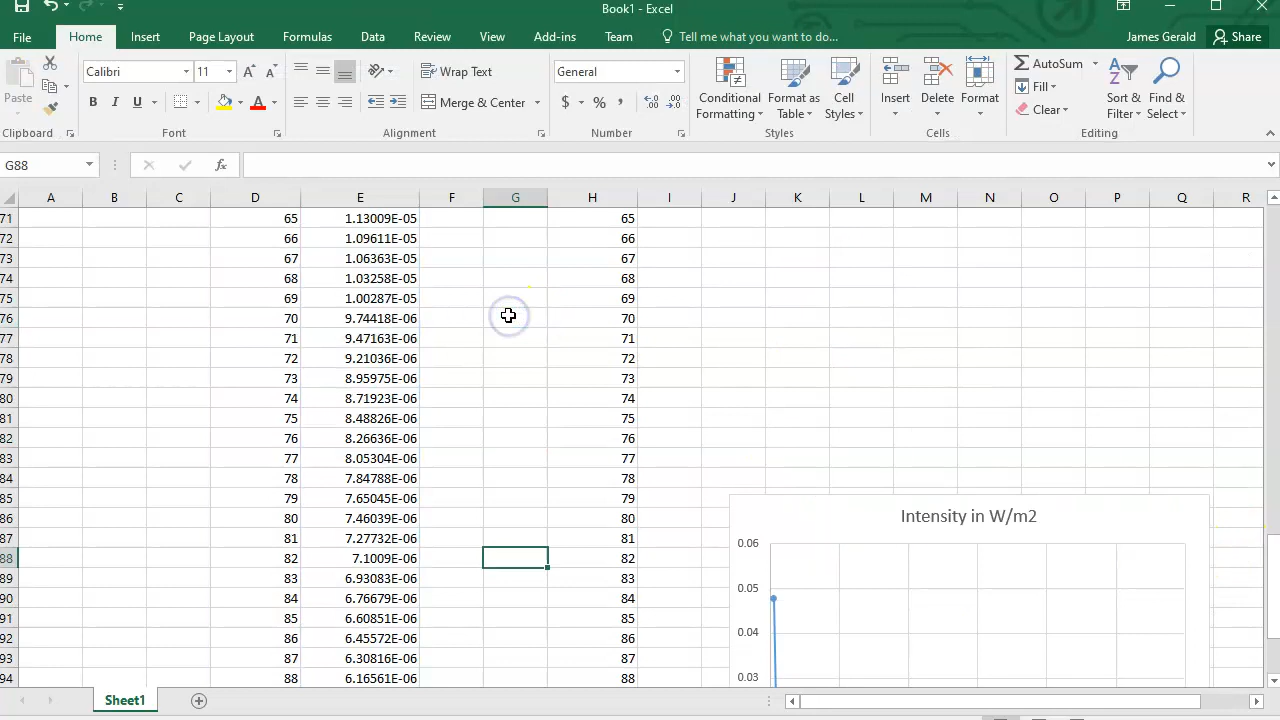 Book1 - Excel
File Home Insert Page Layout Formulas Data Review View Add-ins Team Tell me what you want to do... James Gerald Share
Paste Calibri 11 A A Wrap Text General AutoSum A Z
B I U A Merge & Center $ % , Conditional Formatting Format as Table Cell Styles Insert Delete Format Fill Clear Sort & Filter Find & Select
Clipboard Font Alignment Number Styles Cells Editing
G88 fx
A B C D E F G H I J K L M N O P Q R
71 65 1.13009E-05 65
72 66 1.09611E-05 66
73 67 1.06363E-05 67
74 68 1.03258E-05 68
75 69 1.00287E-05 69
76 70 9.74418E-06 70
77 71 9.47163E-06 71
78 72 9.21036E-06 72
79 73 8.95975E-06 73
80 74 8.71923E-06 74
81 75 8.48826E-06 75
82 76 8.26636E-06 76
83 77 8.05304E-06 77
84 78 7.84788E-06 78
85 79 7.65045E-06 79
86 80 7.46039E-06 80
87 81 7.27732E-06 81
88 82 7.1009E-06 82
89 83 6.93083E-06 83
90 84 6.76679E-06 84
91 85 6.60851E-06 85
92 86 6.45572E-06 86
93 87 6.30816E-06 87
94 88 6.16561E-06 88
Intensity in W/m2
0.06
0.05
0.04
0.03
Sheet1